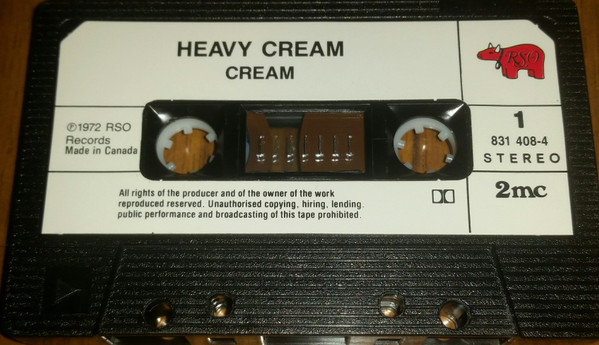 HEAVY CREAM
CREAM
RSO
℗1972 RSO
Records
Made in Canada
1
831 408-4
STEREO
All rights of the producer and of the owner of the work
reproduced reserved. Unauthorised copying, hiring, lending,
public performance and broadcasting of this tape prohibited.
2mc